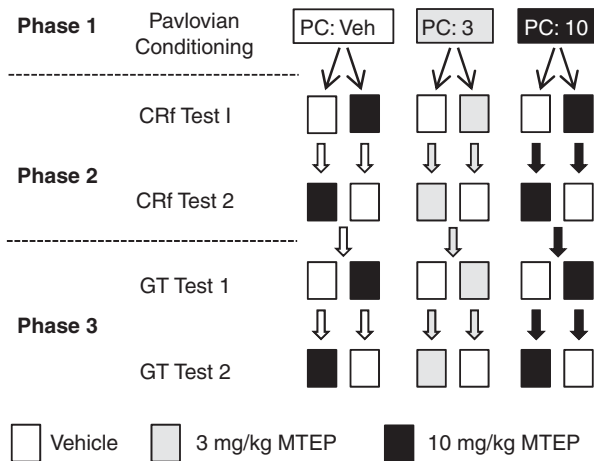 Phase 1
Pavlovian
Conditioning
PC: Veh
PC: 3
PC: 10
CRf Test I
Phase 2
CRf Test 2
GT Test 1
Phase 3
GT Test 2
Vehicle
3 mg/kg MTEP
10 mg/kg MTEP